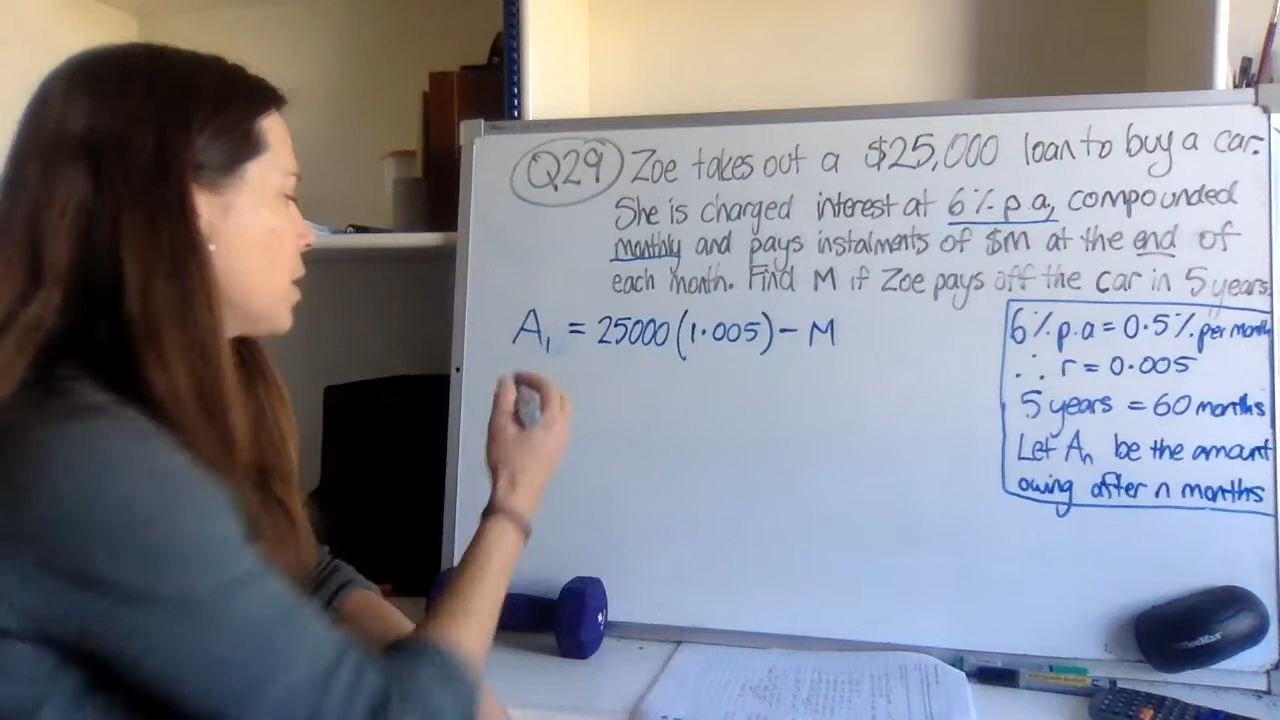 Q29 Zoe takes out a $25,000 loan to buy a car.
She is charged interest at 6% p.a, compounded
monthly and pays instalments of $M at the end of
each month. Find M if Zoe pays off the car in 5 years.
A₁ = 25000(1.005) - M
6% p.a = 0.5% per month
∴ r = 0.005
5 years = 60 months
Let Aₙ be the amount
owing after n months